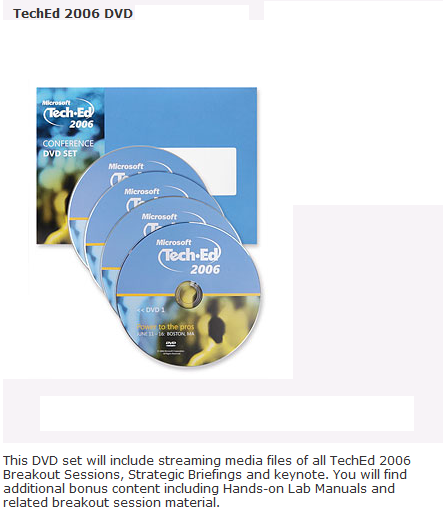 TechEd 2006 DVD
Microsoft
Tech·Ed
2006
CONFERENCE
DVD SET
Microsoft
Tech
Microsoft
Tech
Microsoft
Microsoft
Tech·Ed
2006
<< DVD 1
Power to the pros
JUNE 11 - 16: BOSTON, MA
DVD
This DVD set will include streaming media files of all TechEd 2006
Breakout Sessions, Strategic Briefings and keynote. You will find
additional bonus content including Hands-on Lab Manuals and
related breakout session material.